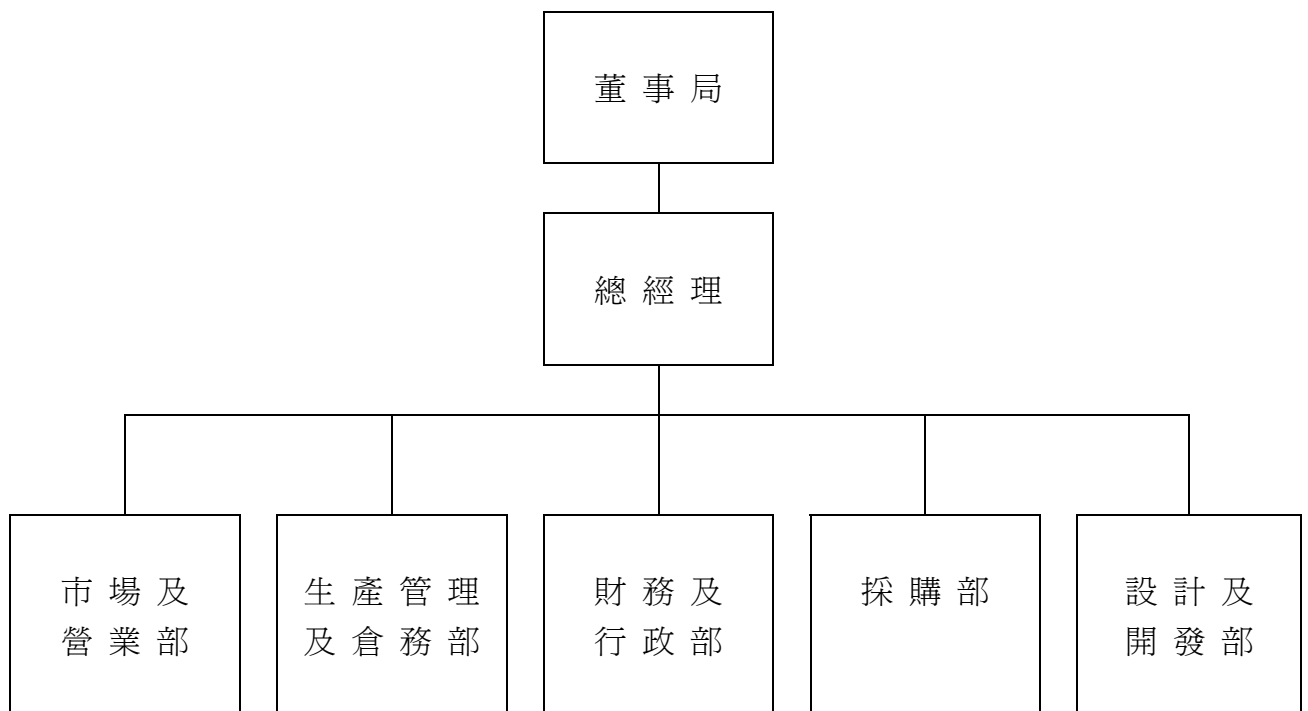 董事局
總經理
市場及
營業部
生產管理
及倉務部
財務及
行政部
採購部
設計及
開發部